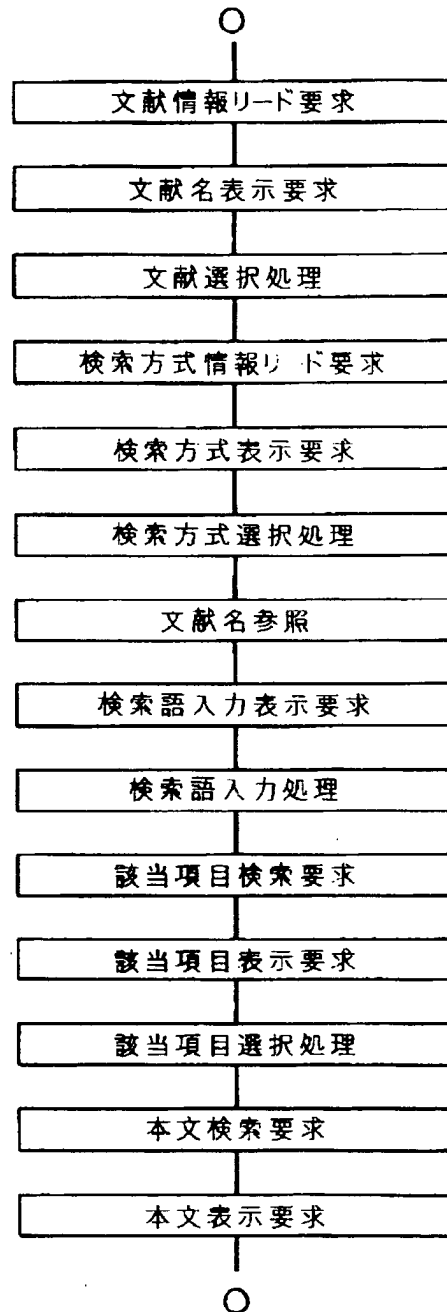 文献情報リード要求
文献名表示要求
文献選択処理
検索方式情報リード要求
検索方式表示要求
検索方式選択処理
文献名参照
検索語入力表示要求
検索語入力処理
該当項目検索要求
該当項目表示要求
該当項目選択処理
本文検索要求
本文表示要求